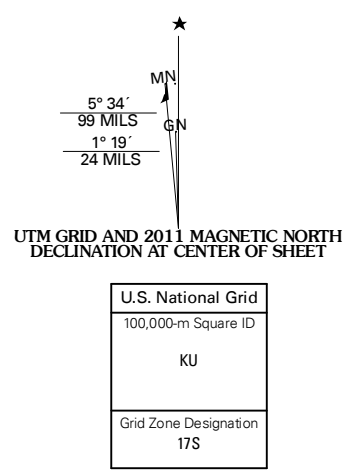 ★
MN
5° 34´
99 MILS
GN
1° 19´
24 MILS
UTM GRID AND 2011 MAGNETIC NORTH
DECLINATION AT CENTER OF SHEET
U.S. National Grid
100,000-m Square ID
KU
Grid Zone Designation
17S